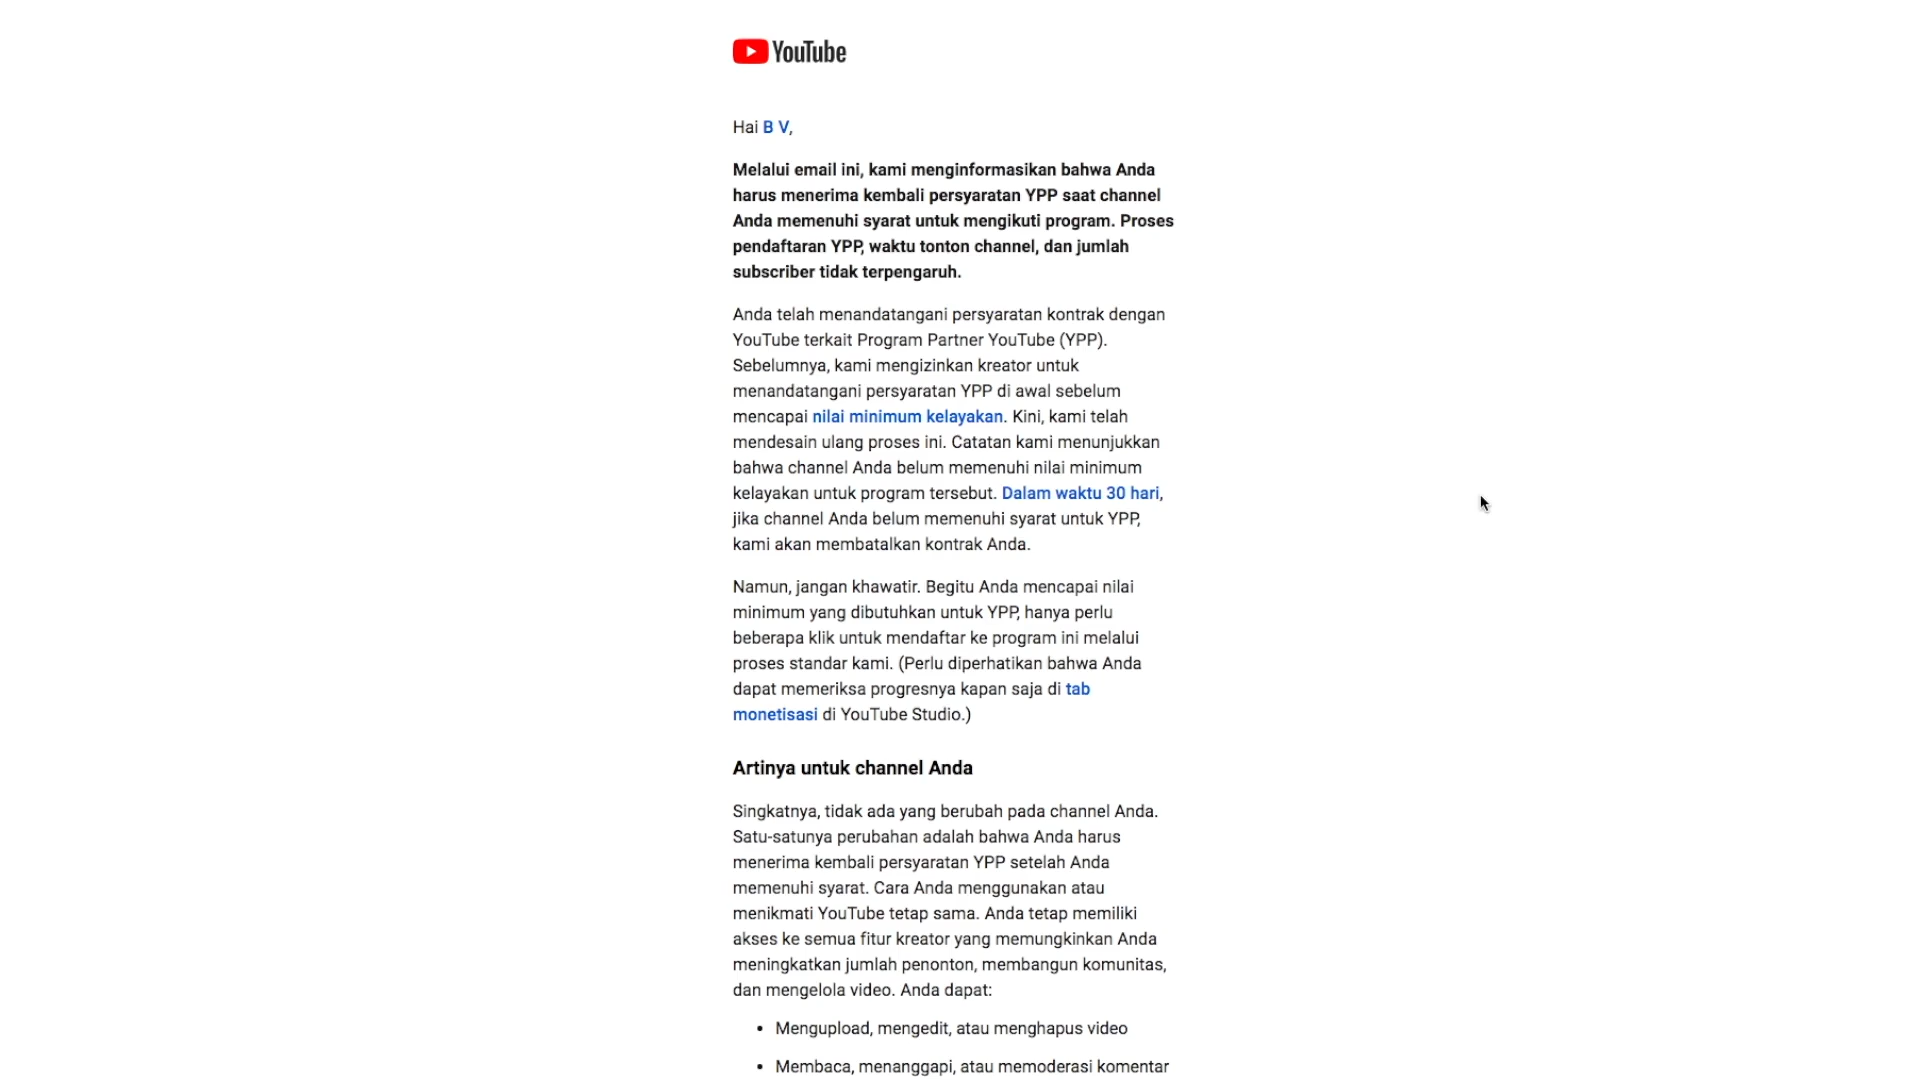 YouTube
Hai B V,
Melalui email ini, kami menginformasikan bahwa Anda
harus menerima kembali persyaratan YPP saat channel
Anda memenuhi syarat untuk mengikuti program. Proses
pendaftaran YPP, waktu tonton channel, dan jumlah
subscriber tidak terpengaruh.
Anda telah menandatangani persyaratan kontrak dengan
YouTube terkait Program Partner YouTube (YPP).
Sebelumnya, kami mengizinkan kreator untuk
menandatangani persyaratan YPP di awal sebelum
mencapai nilai minimum kelayakan. Kini, kami telah
mendesain ulang proses ini. Catatan kami menunjukkan
bahwa channel Anda belum memenuhi nilai minimum
kelayakan untuk program tersebut. Dalam waktu 30 hari,
jika channel Anda belum memenuhi syarat untuk YPP,
kami akan membatalkan kontrak Anda.
Namun, jangan khawatir. Begitu Anda mencapai nilai
minimum yang dibutuhkan untuk YPP, hanya perlu
beberapa klik untuk mendaftar ke program ini melalui
proses standar kami. (Perlu diperhatikan bahwa Anda
dapat memeriksa progresnya kapan saja di tab
monetisasi di YouTube Studio.)
Artinya untuk channel Anda
Singkatnya, tidak ada yang berubah pada channel Anda.
Satu-satunya perubahan adalah bahwa Anda harus
menerima kembali persyaratan YPP setelah Anda
memenuhi syarat. Cara Anda menggunakan atau
menikmati YouTube tetap sama. Anda tetap memiliki
akses ke semua fitur kreator yang memungkinkan Anda
meningkatkan jumlah penonton, membangun komunitas,
dan mengelola video. Anda dapat:
• Mengupload, mengedit, atau menghapus video
• Membaca, menanggapi, atau memoderasi komentar